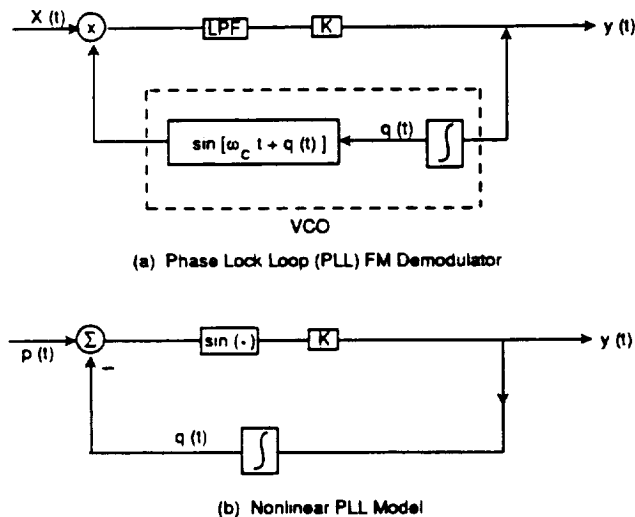 X (t)
x
LPF
K
y (t)
sin [ω_c t + q (t) ]
q (t)
∫
VCO
(a) Phase Lock Loop (PLL) FM Demodulator
p (t)
Σ
−
sin (-)
K
y (t)
q (t)
∫
(b) Nonlinear PLL Model